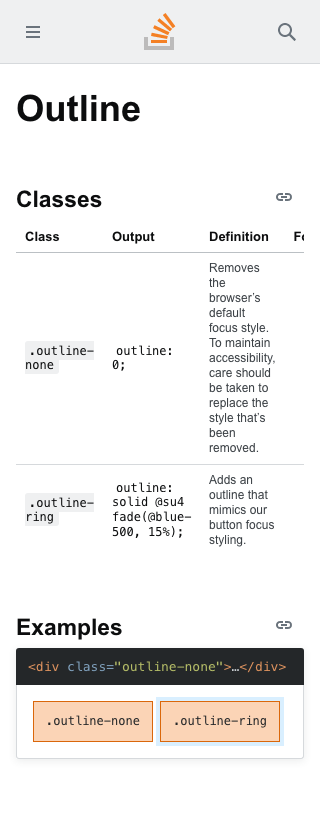 Outline
Classes
Class Output Definition
.outline-
none
outline:
0;
Removes
the
browser’s
default
focus style.
To maintain
accessibility,
care should
be taken to
replace the
style that’s
been
removed.
.outline-
ring
outline:
solid @su4
fade(@blue-
500, 15%);
Adds an
outline that
mimics our
button focus
styling.
Examples
<div class="outline-none">…</div>
.outline-none .outline-ring